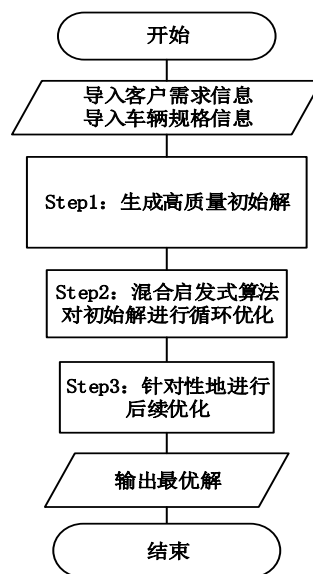 开始
导入客户需求信息
导入车辆规格信息
Step1: 生成高质量初始解
Step2: 混合启发式算法
对初始解进行循环优化
Step3: 针对性地进行
后续优化
输出最优解
结束